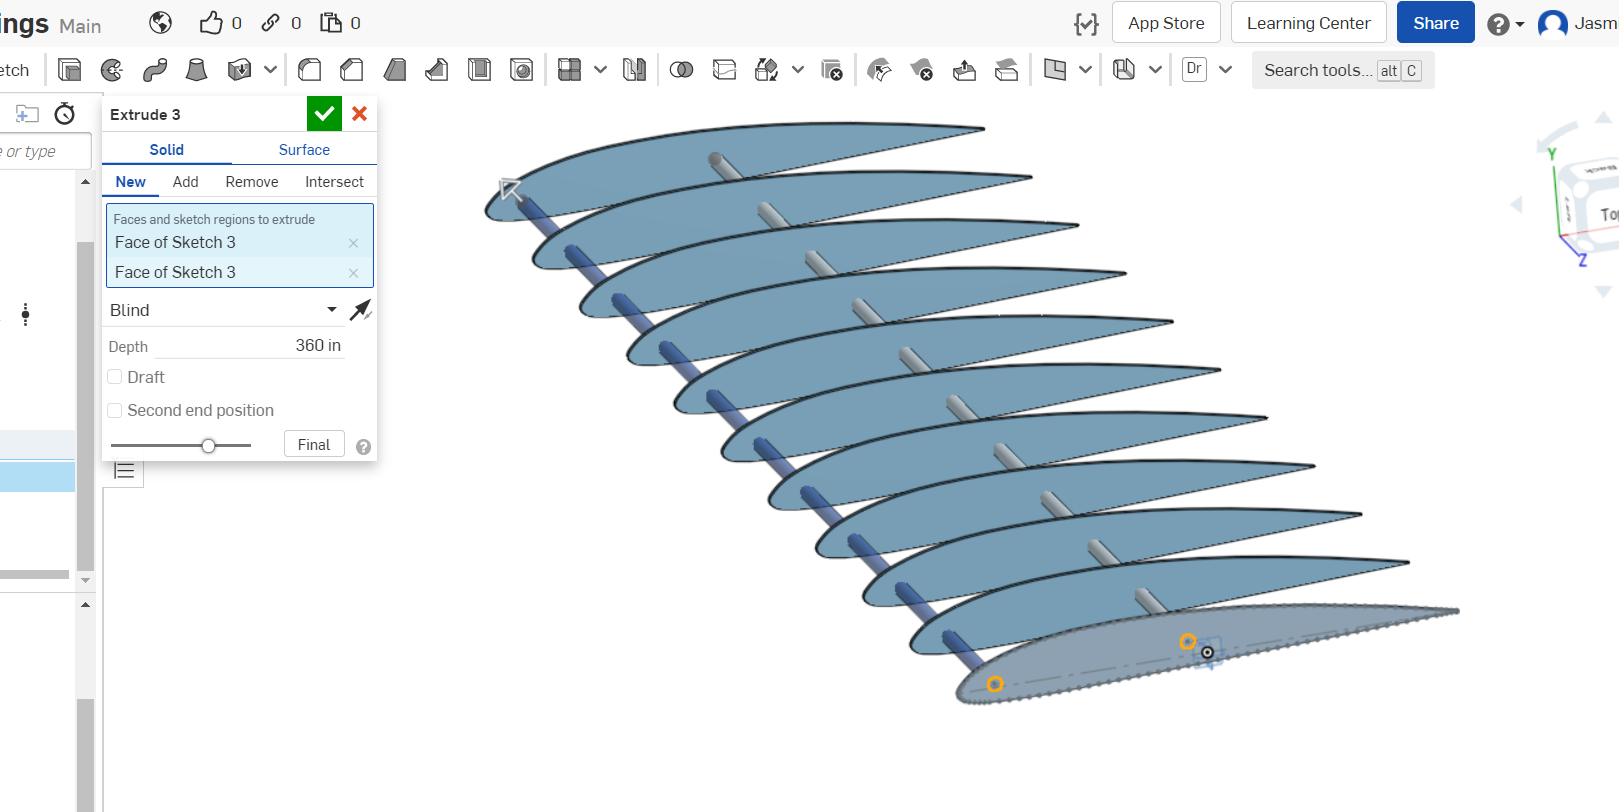 ings Main 0 0 0 App Store Learning Center Share ? Jasm
etch Dr Search tools... alt C
Extrude 3
e or type
Solid Surface
New Add Remove Intersect
Faces and sketch regions to extrude
Face of Sketch 3
Face of Sketch 3
Blind
Depth 360 in
Draft
Second end position
Final ?
Y
Back
To
Z